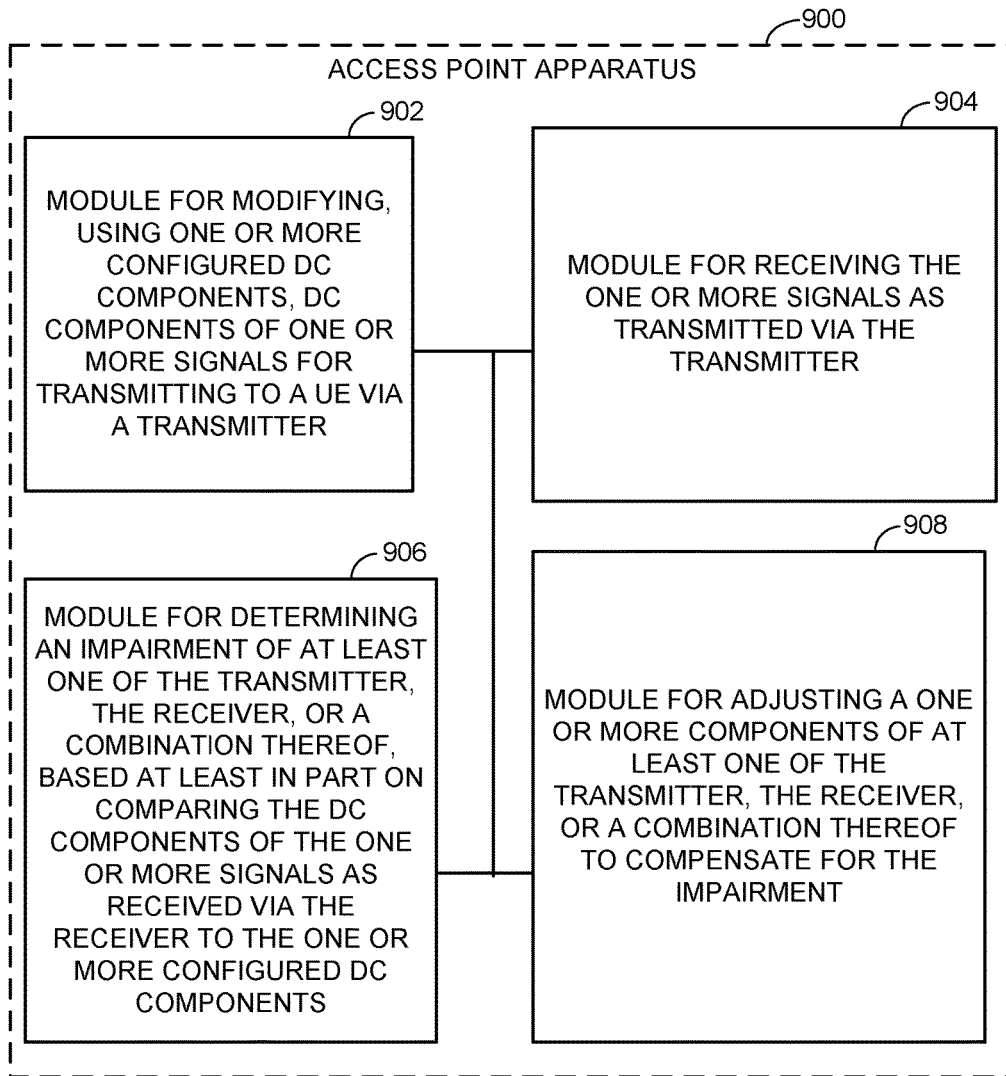 900
ACCESS POINT APPARATUS
902
MODULE FOR MODIFYING,
USING ONE OR MORE
CONFIGURED DC
COMPONENTS, DC
COMPONENTS OF ONE OR
MORE SIGNALS FOR
TRANSMITTING TO A UE VIA
A TRANSMITTER
904
MODULE FOR RECEIVING THE
ONE OR MORE SIGNALS AS
TRANSMITTED VIA THE
TRANSMITTER
906
MODULE FOR DETERMINING
AN IMPAIRMENT OF AT LEAST
ONE OF THE TRANSMITTER,
THE RECEIVER, OR A
COMBINATION THEREOF,
BASED AT LEAST IN PART ON
COMPARING THE DC
COMPONENTS OF THE ONE
OR MORE SIGNALS AS
RECEIVED VIA THE
RECEIVER TO THE ONE OR
MORE CONFIGURED DC
COMPONENTS
908
MODULE FOR ADJUSTING A ONE
OR MORE COMPONENTS OF AT
LEAST ONE OF THE
TRANSMITTER, THE RECEIVER,
OR A COMBINATION THEREOF
TO COMPENSATE FOR THE
IMPAIRMENT